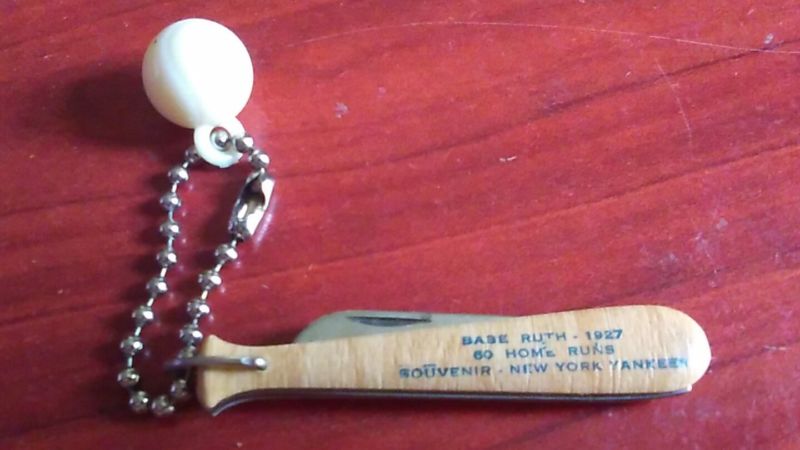 BABE RUTH - 1927
60 HOME RUNS
SOUVENIR - NEW YORK YANKEES